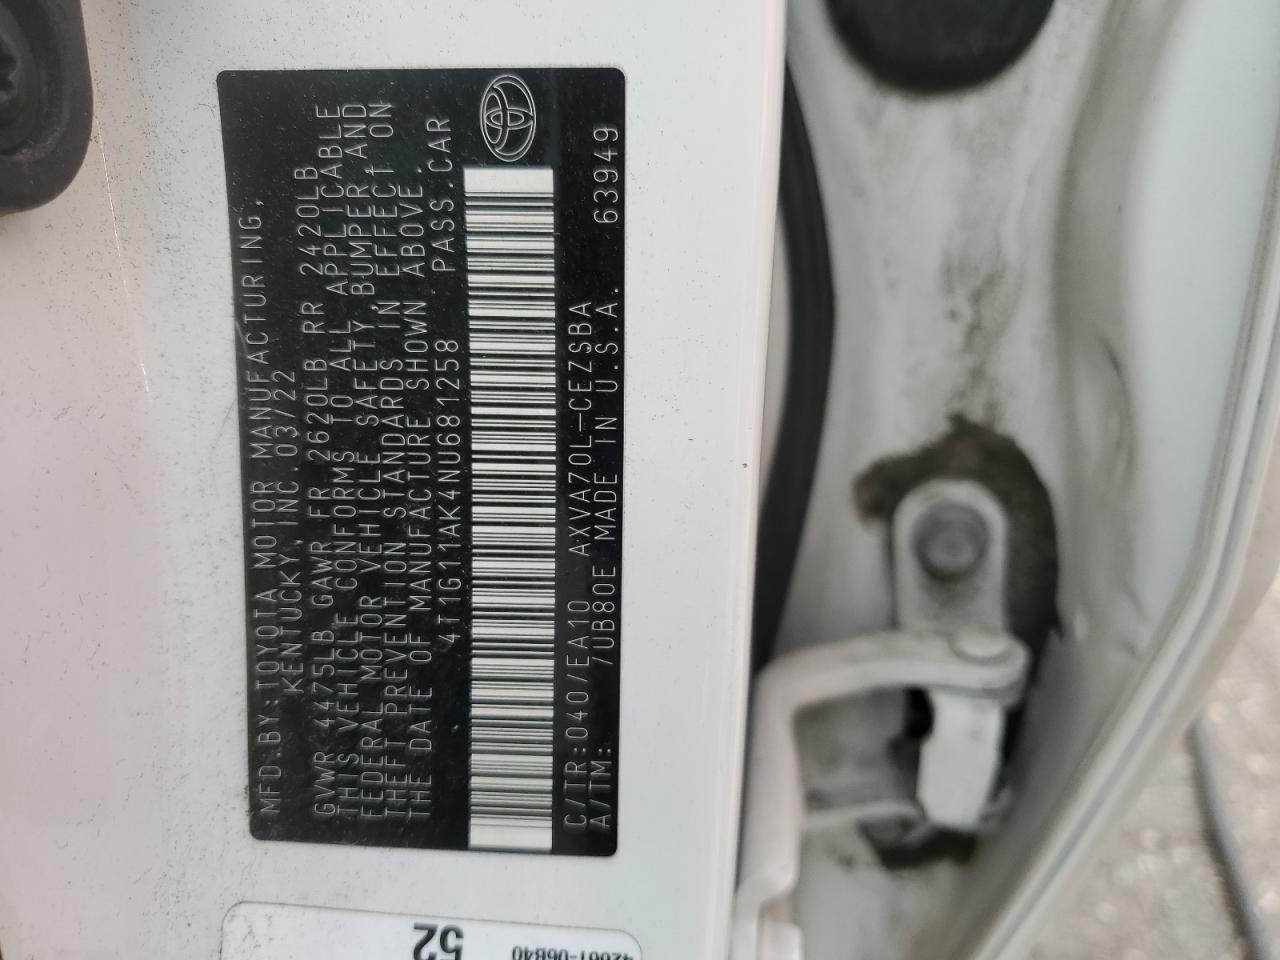 MFD.BY:TOYOTA MOTOR MANUFACTURING,
KENTUCKY,INC.03/22
GVWR 4475LB GAWR FR 2620LB RR 2420LB
THIS VEHICLE CONFORMS TO ALL APPLICABLE
FEDERAL MOTOR VEHICLE SAFETY,BUMPER,AND
THEFT PREVENTION STANDARDS IN EFFECT ON
THE DATE OF MANUFACTURE SHOWN ABOVE.
4T1G11AK4NU681258 PASS.CAR
C/TR:040/EA10 AXVA70L-CEZSBA
A/TM: 7UB80E MADE IN U.S.A. 63949
52
42661-06B40